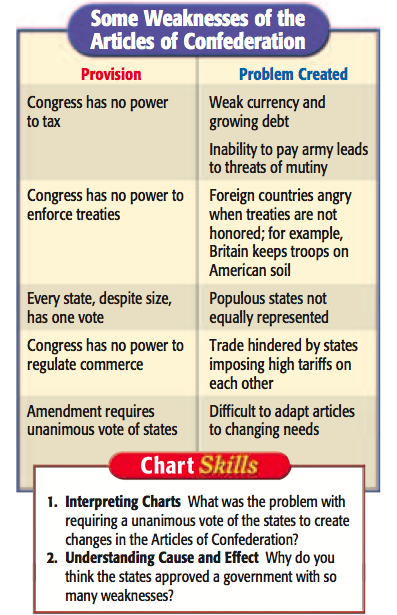 Some Weaknesses of the
Articles of Confederation
Provision
Problem Created
Congress has no power
to tax
Weak currency and
growing debt
Inability to pay army leads
to threats of mutiny
Congress has no power to
enforce treaties
Foreign countries angry
when treaties are not
honored; for example,
Britain keeps troops on
American soil
Every state, despite size,
has one vote
Populous states not
equally represented
Congress has no power to
regulate commerce
Trade hindered by states
imposing high tariffs on
each other
Amendment requires
unanimous vote of states
Difficult to adapt articles
to changing needs
Chart Skills
1. Interpreting Charts What was the problem with
requiring a unanimous vote of the states to create
changes in the Articles of Confederation?
2. Understanding Cause and Effect Why do you
think the states approved a government with so
many weaknesses?